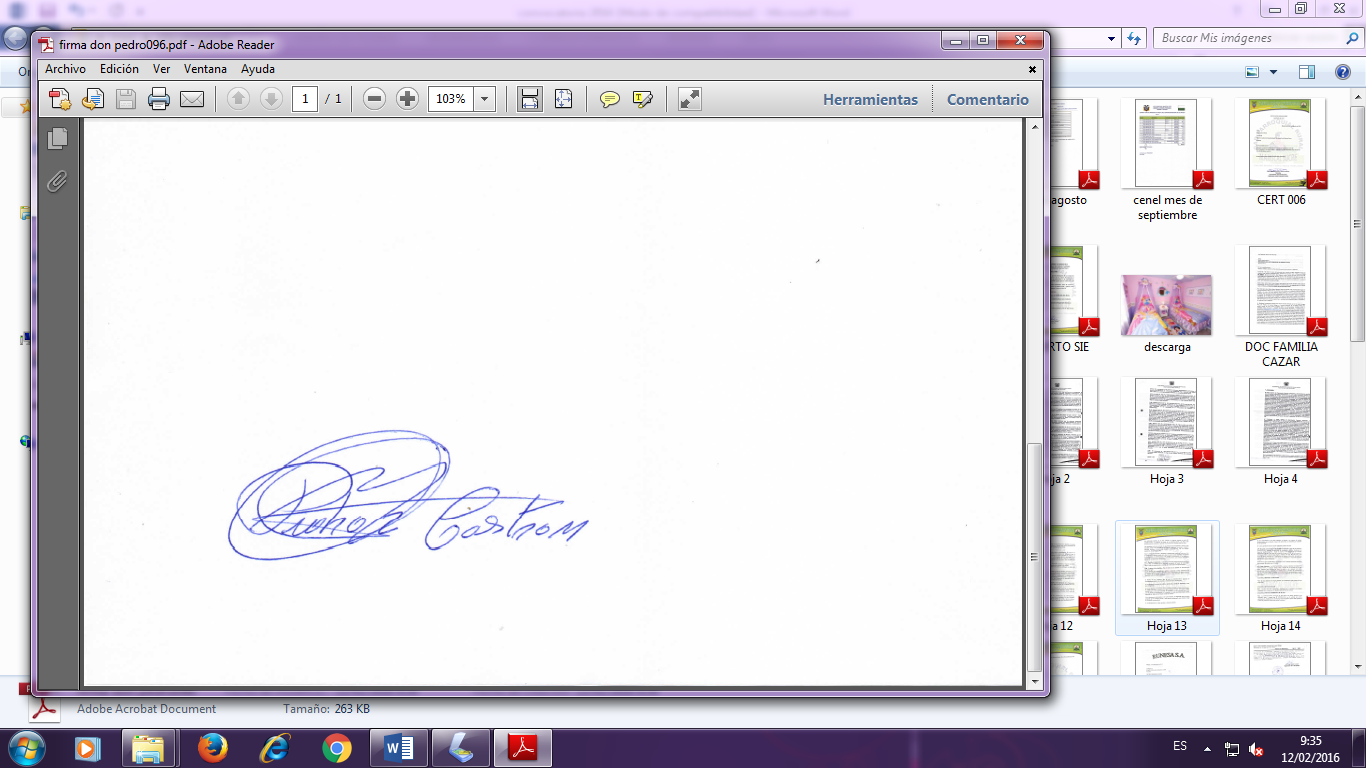 firma don pedro096.pdf - Adobe Reader
Archivo Edición Ver Ventana Ayuda
1 / 1 103% Herramientas Comentario
Buscar Mis imágenes
agosto
cenel mes de septiembre
CERT 006
RTO SIE
descarga
DOC FAMILIA CAZAR
ja 2
Hoja 3
Hoja 4
a 12
Hoja 13
Hoja 14
Castro M
Adobe Acrobat Document Tamaño: 263 KB
ES
9:35
12/02/2016